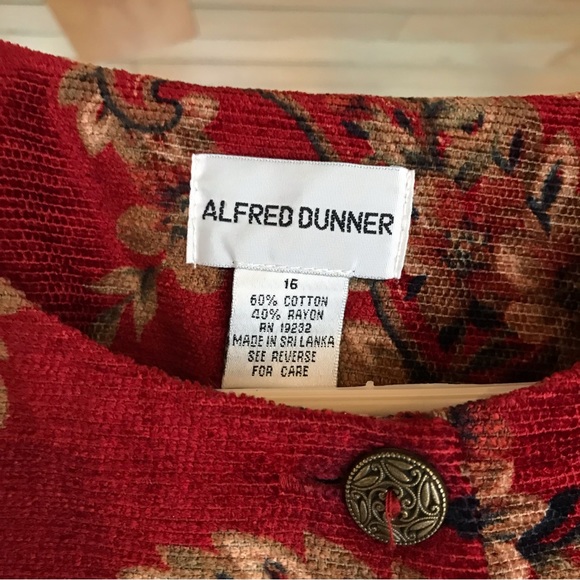 ALFRED DUNNER
16
60% COTTON
40% RAYON
RN 19232
MADE IN SRI LANKA
SEE REVERSE
FOR CARE